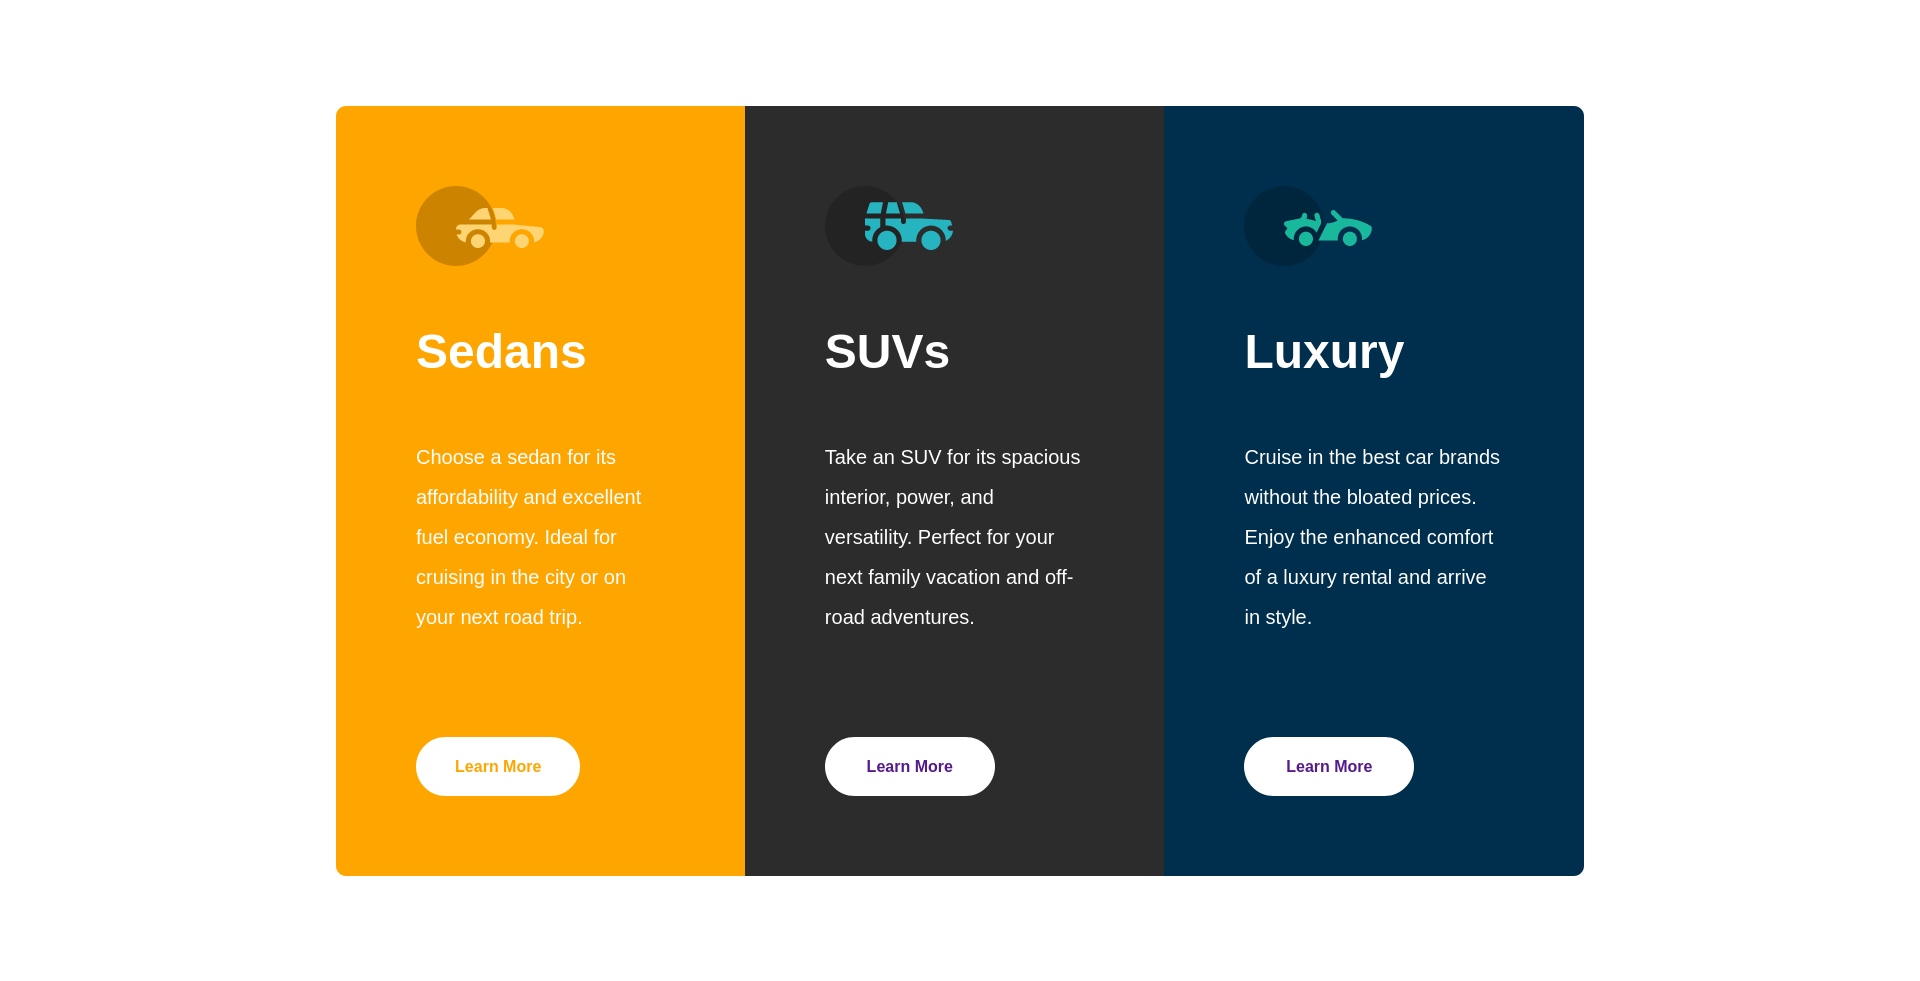 Sedans
Choose a sedan for its
affordability and excellent
fuel economy. Ideal for
cruising in the city or on
your next road trip.
Learn More
SUVs
Take an SUV for its spacious
interior, power, and
versatility. Perfect for your
next family vacation and off-
road adventures.
Learn More
Luxury
Cruise in the best car brands
without the bloated prices.
Enjoy the enhanced comfort
of a luxury rental and arrive
in style.
Learn More